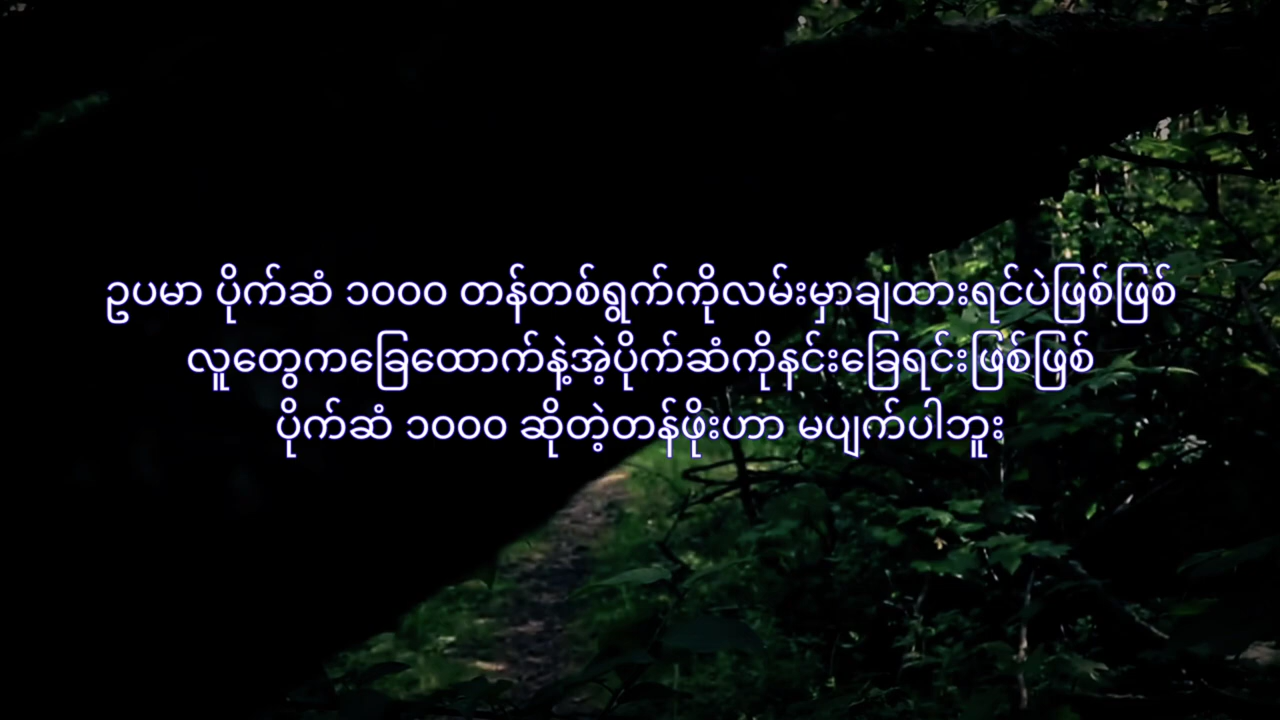 ဥပမာ ပိုက်ဆံ ၁၀၀၀ တန်တစ်ရွက်ကိုလမ်းမှာချထားရင်ပဲဖြစ်ဖြစ်
လူတွေကခြေထောက်နဲ့အဲ့ပိုက်ဆံကိုနင်းခြေရင်းဖြစ်ဖြစ်
ပိုက်ဆံ ၁၀၀၀ ဆိုတဲ့တန်ဖိုးဟာ မပျက်ပါဘူး